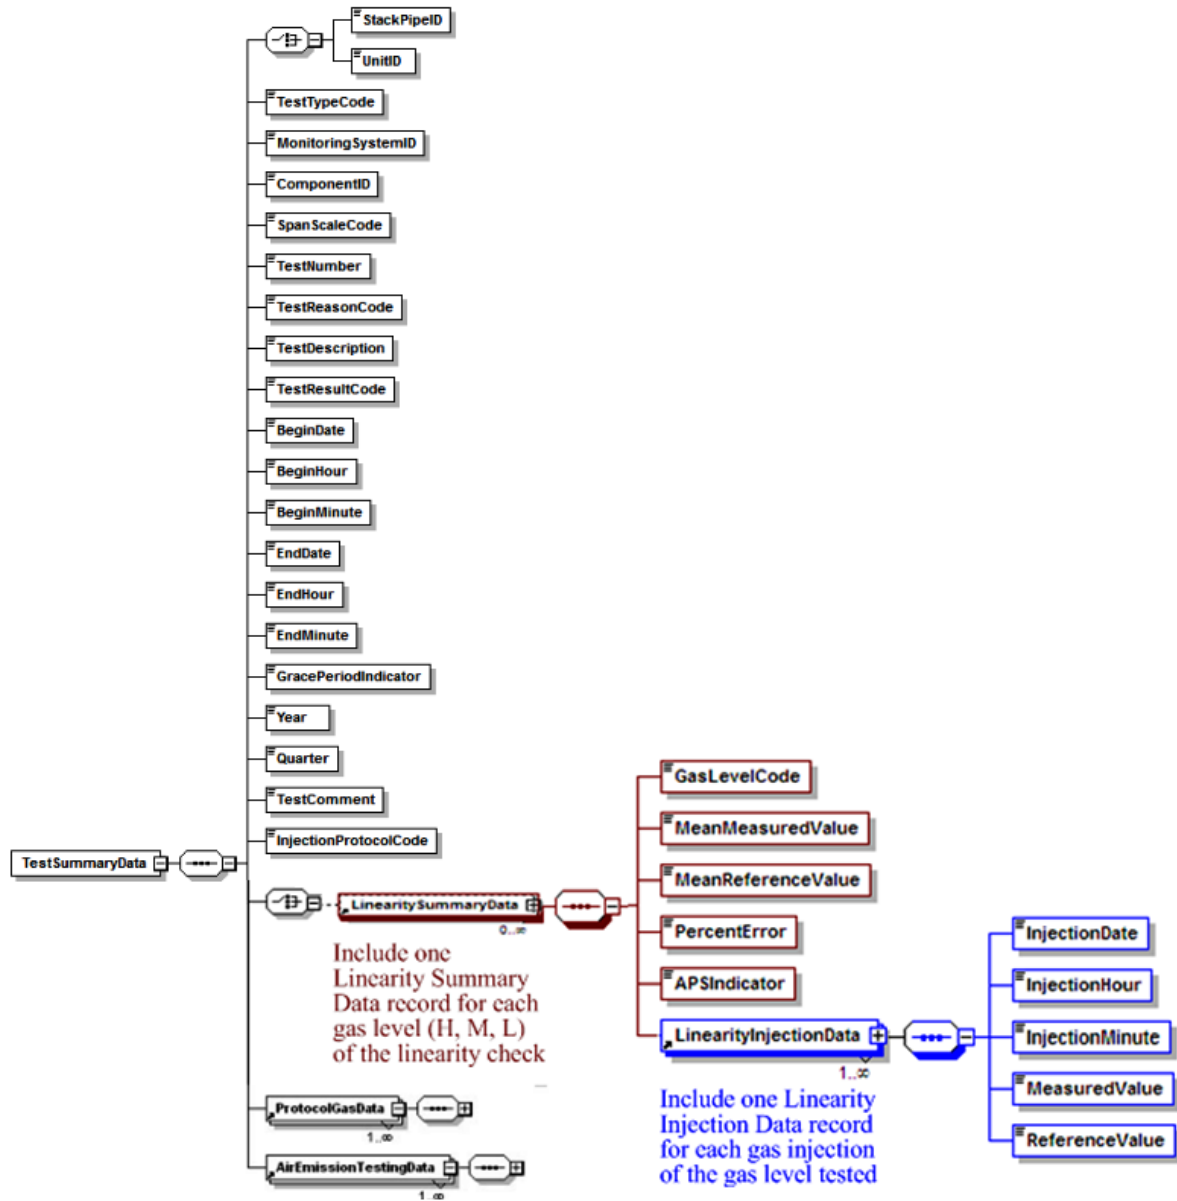 StackPipeID
UnitID
TestTypeCode
MonitoringSystemID
ComponentID
SpanScaleCode
TestNumber
TestReasonCode
TestDescription
TestResultCode
BeginDate
BeginHour
BeginMinute
EndDate
EndHour
EndMinute
GracePeriodIndicator
Year
Quarter
TestComment
InjectionProtocolCode
TestSummaryData
LinearitySummaryData
0..∞
Include one
Linearity Summary
Data record for each
gas level (H, M, L)
of the linearity check
GasLevelCode
MeanMeasuredValue
MeanReferenceValue
PercentError
APSIndicator
LinearityInjectionData
1..∞
Include one Linearity
Injection Data record
for each gas injection
of the gas level tested
InjectionDate
InjectionHour
InjectionMinute
MeasuredValue
ReferenceValue
ProtocolGasData
1..∞
AirEmissionTestingData
1..∞